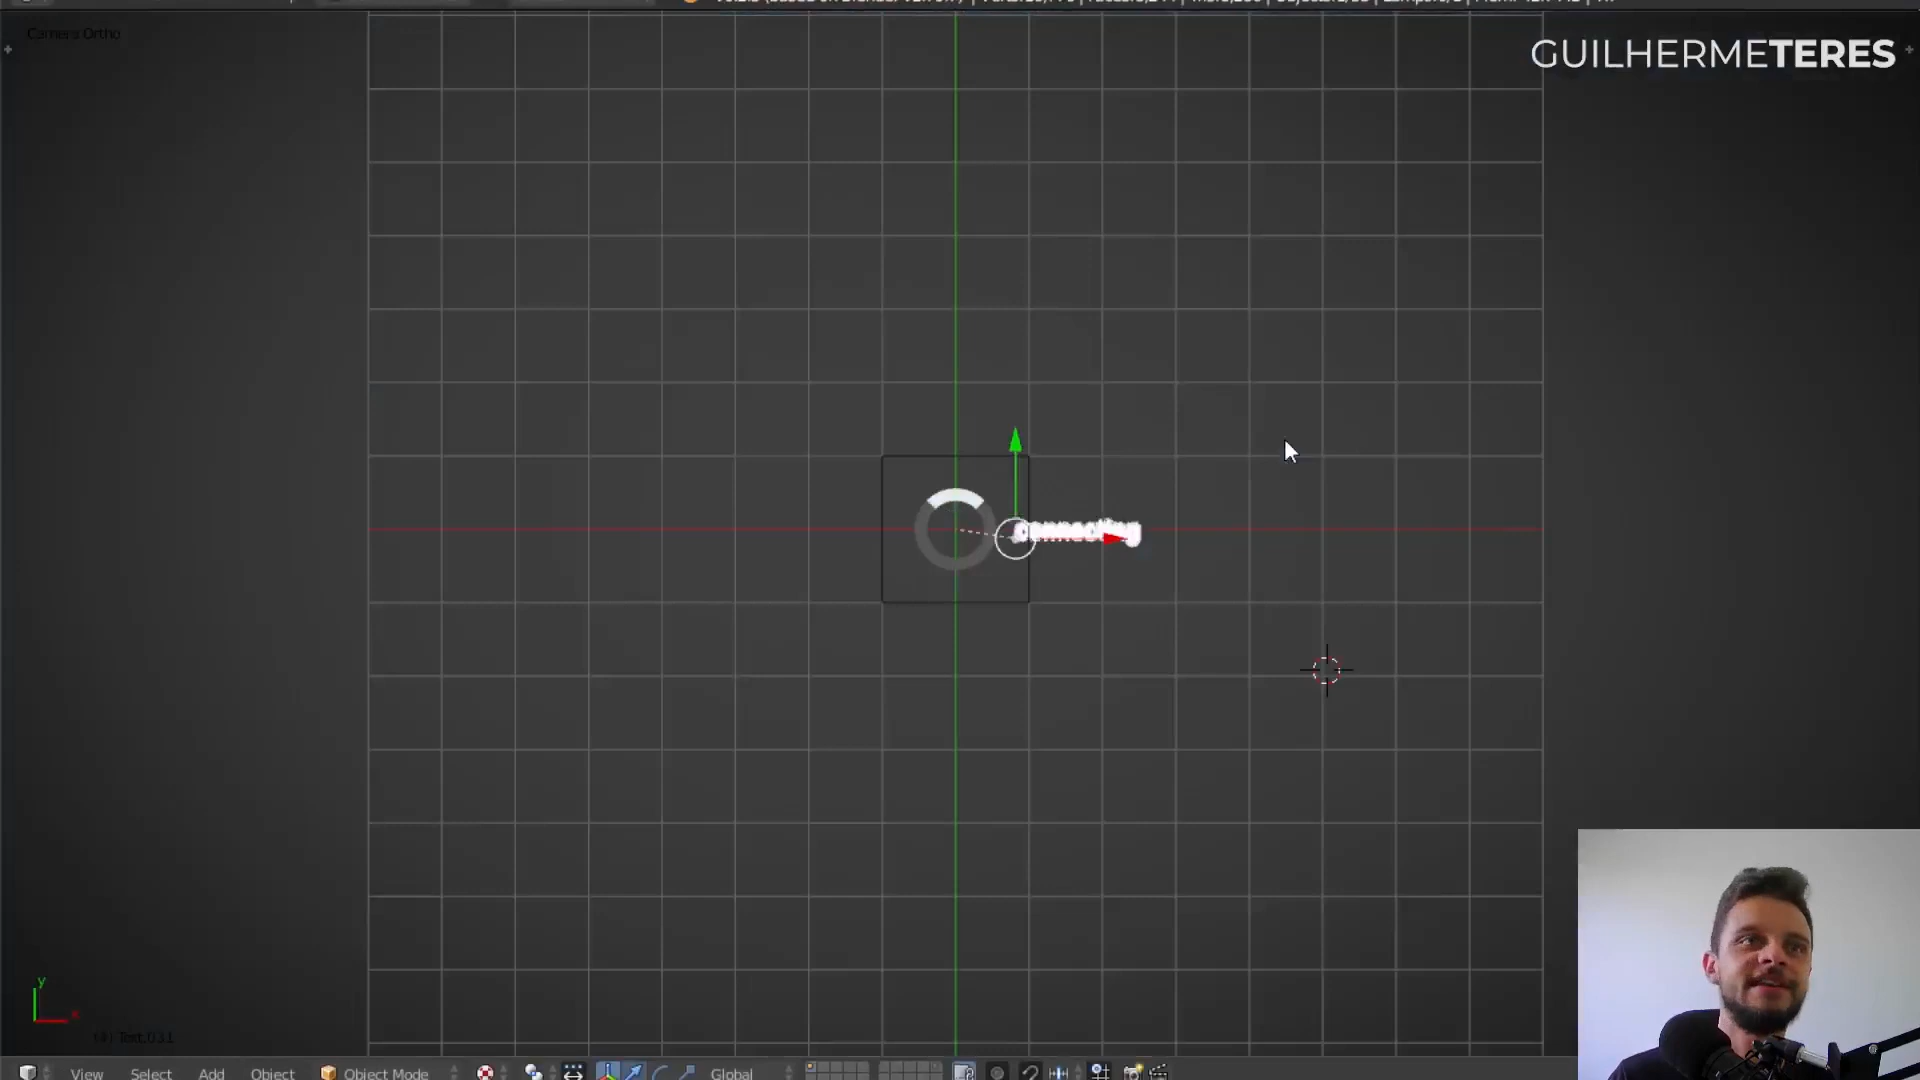 Camera Ortho
GUILHERMETERES
connecting
y
x
View Select Add Object Object Mode Global